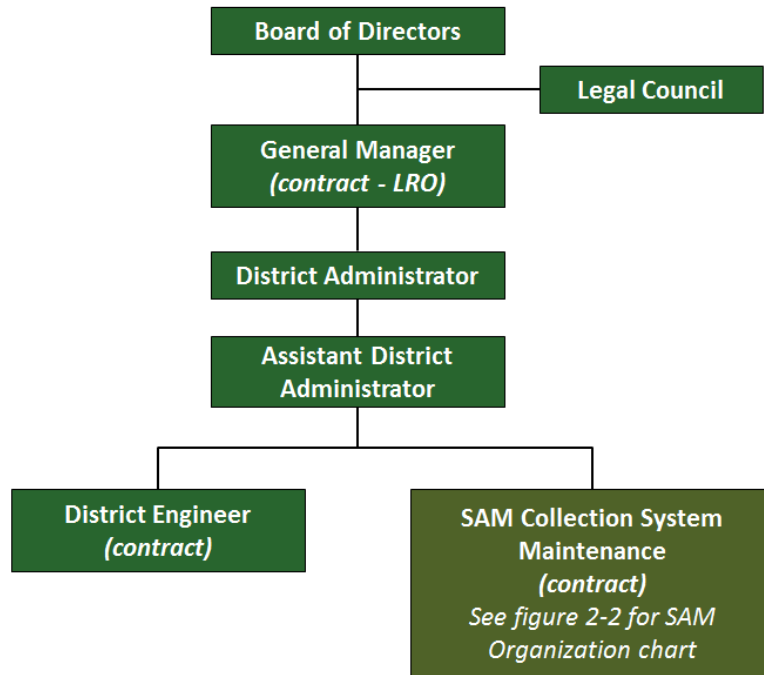 Board of Directors
Legal Council
General Manager
(contract - LRO)
District Administrator
Assistant District
Administrator
District Engineer
(contract)
SAM Collection System
Maintenance
(contract)
See figure 2-2 for SAM
Organization chart